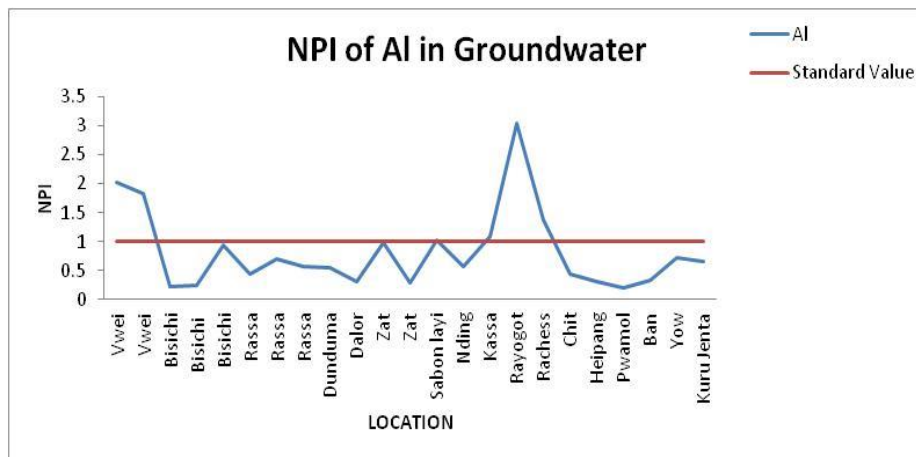 NPI of Al in Groundwater
Al
Standard Value
NPI
3.5
3
2.5
2
1.5
1
0.5
0
Vwei
Vwei
Bisichi
Bisichi
Bisichi
Rassa
Rassa
Rassa
Dunduma
Dalor
Zat
Zat
Sabon layi
Nding
Kassa
Rayogot
Rachess
Chit
Heipang
Pwamol
Ban
Yow
Kuru Jenta
LOCATION